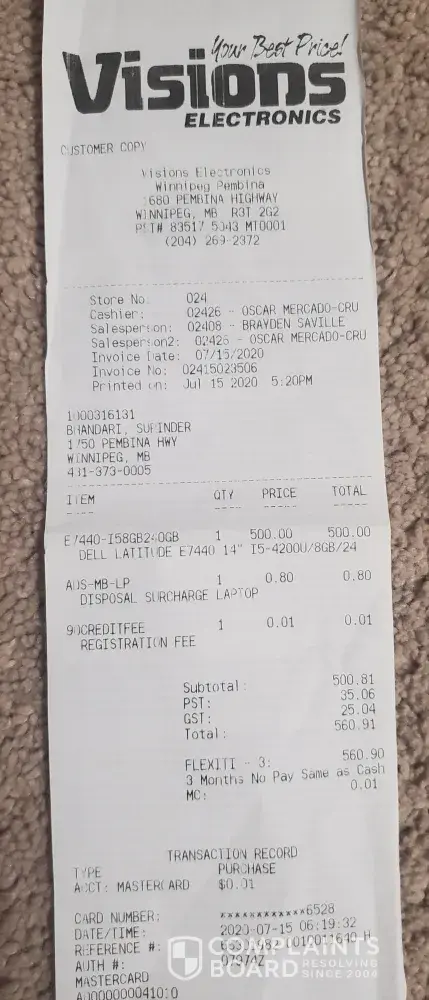 Your Best Price!
Visions
ELECTRONICS
CUSTOMER COPY
Visions Electronics
Winnipeg Pembina
1680 PEMBINA HIGHWAY
WINNIPEG, MB R3T 2G2
PST# 83517 5043 MT0001
(204) 269-2372
Store No: 024
Cashier: 02426 - OSCAR MERCADO-CRU
Salesperson: 02408 - BRAYDEN SAVILLE
Salesperson2: 02426 - OSCAR MERCADO-CRU
Invoice Date: 07/15/2020
Invoice No: 02415023506
Printed on: Jul 15 2020 5:20PM
1000316131
BHANDARI, SURINDER
1750 PEMBINA HWY
WINNIPEG, MB
431-373-0005
ITEM QTY PRICE TOTAL
E7440-I58GB240GB 1 500.00 500.00
DELL LATITUDE E7440 14" I5-4200U/8GB/24
ADS-MB-LP 1 0.80 0.80
DISPOSAL SURCHARGE LAPTOP
90CREDITFEE 1 0.01 0.01
REGISTRATION FEE
Subtotal: 500.81
PST: 35.06
GST: 25.04
Total: 560.91
FLEXITI - 3: 560.90
3 Months No Pay Same as Cash
MC: 0.01
TRANSACTION RECORD
TYPE PURCHASE
ACCT: MASTERCARD $0.01
CARD NUMBER: ************6528
DATE/TIME: 2020-07-15 06:19:32
REFERENCE #: 0010011640 H
AUTH #: 07974Z
MASTERCARD
A0000000041010
COMPLAINTS
BOARD RESOLVING
SINCE 2004